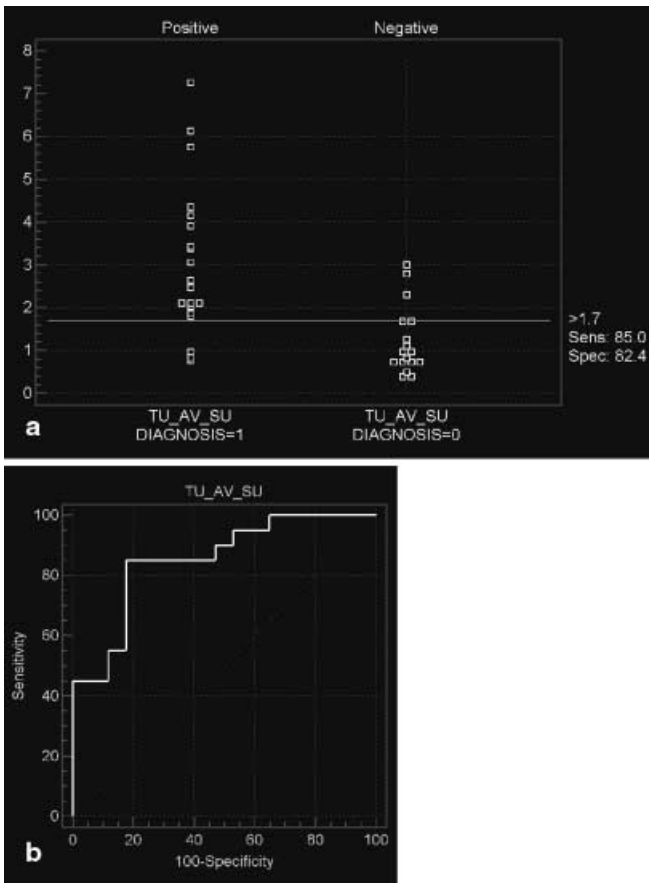 Positive Negative
8
7
6
5
4
3
2
1
0
>1.7
Sens: 85.0
Spec: 82.4
TU_AV_SU TU_AV_SU
DIAGNOSIS=1 DIAGNOSIS=0
a
TU_AV_SU
100
80
60
40
20
0
Sensitivity
0 20 40 60 80 100
100-Specificity
b